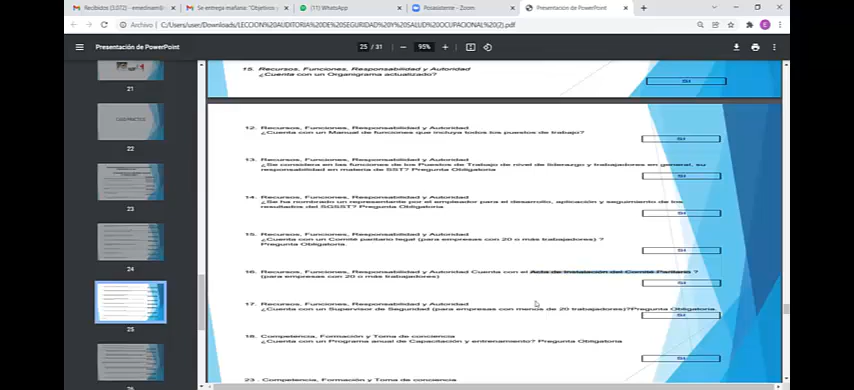 Recibidos (3.072) - emedinem@
Se entrega mañana: "Objetivos y
(11) WhatsApp
Posasistente - Zoom
Presentacion de PowerPoint
Archivo
C:/Users/euser/Downloads/LECCION%20AUDITORIA%20DE%20SEGURIDAD%20Y%20SALUD%20OCUPACIONAL%20(2).pdf
Presentación de PowerPoint
25 / 31
95%
21
22
23
24
25
26
15. Recursos, Funciones, Responsabilidad y Autoridad
¿Cuenta con un Organigrama actualizado?
12. Recursos, Funciones, Responsabilidad y Autoridad
¿Cuenta con un Manual de funciones que incluya todos los puestos de trabajo?
13. Recursos, Funciones, Responsabilidad y Autoridad
¿Se considera en las funciones de los Puestos de Trabajo de nivel de liderazgo y trabajadores en general, su
responsabilidad en materia de SST? Pregunta Obligatoria
14. Recursos, Funciones, Responsabilidad y Autoridad
¿Se ha nombrado un representante por el empleador para el desarrollo, aplicación y seguimiento de los
resultados del SGSST? Pregunta Obligatoria
15. Recursos, Funciones, Responsabilidad y Autoridad
¿Cuenta con un Comité paritario legal (para empresas con 20 o más trabajadores) ?
Pregunta Obligatoria.
16. Recursos, Funciones, Responsabilidad y Autoridad Cuenta con el Acta de Instalación del Comité Paritario ?
(para empresas con 20 o más trabajadores)
17. Recursos, Funciones, Responsabilidad y Autoridad
¿Cuenta con un Supervisor de Seguridad (para empresas con menos de 20 trabajadores)?Pregunta Obligatoria.
18. Competencia, Formación y Toma de conciencia
¿Cuenta con un Programa anual de Capacitación y entrenamiento? Pregunta Obligatoria
23. Competencia, Formación y Toma de conciencia